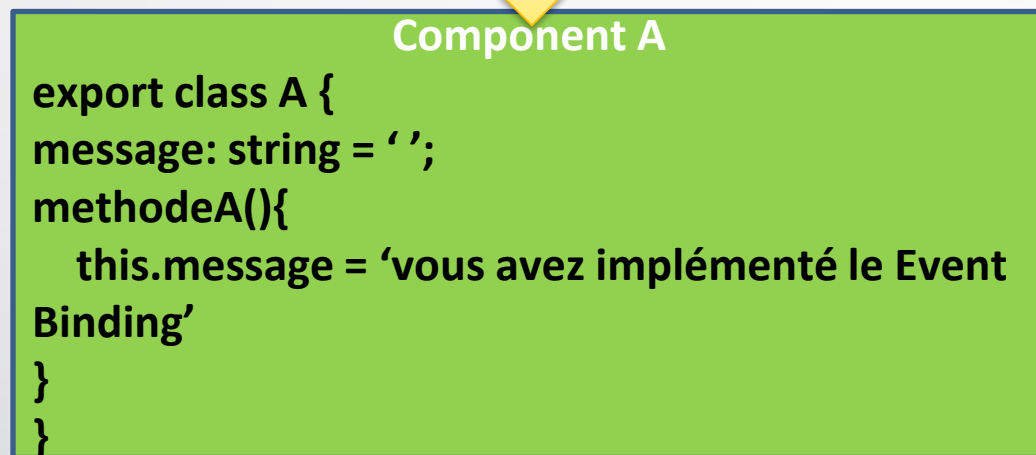 Component A
export class A {
message: string = ‘ ’;
methodeA(){
this.message = ‘vous avez implémenté le Event
Binding’
}
}